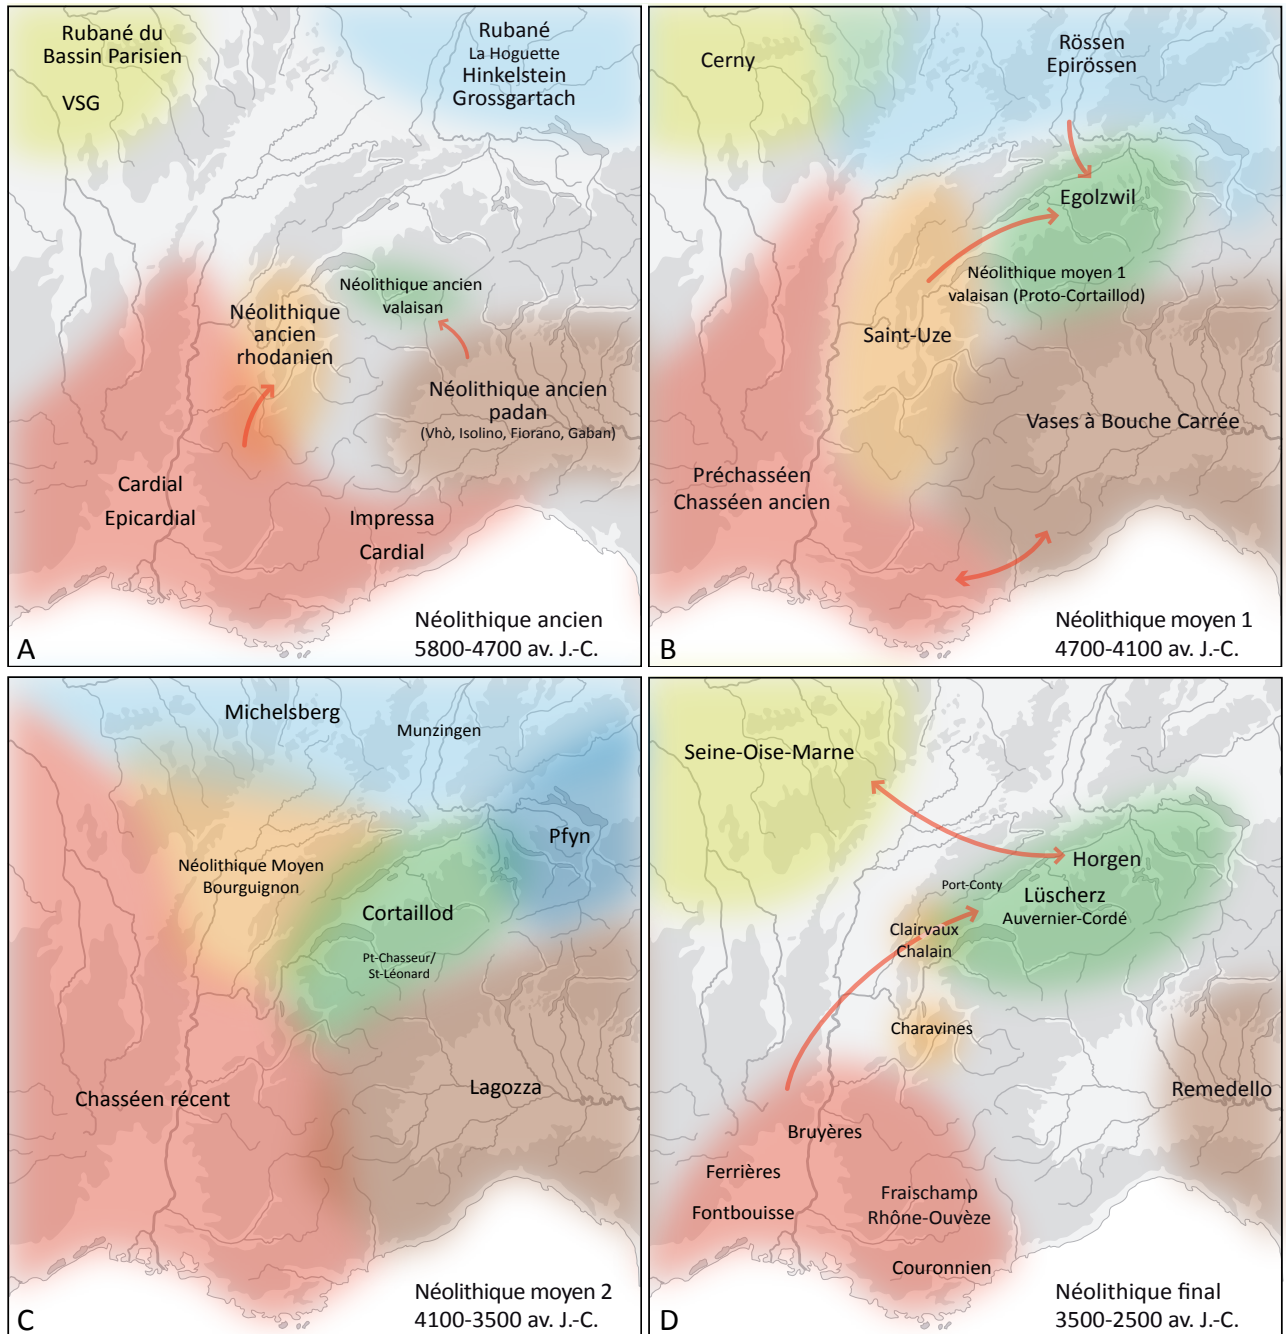 Rubané du
Bassin Parisien
VSG
Rubané
La Hoguette
Hinkelstein
Grossgartach
Néolithique ancien
valaisan
Néolithique
ancien
rhodanien
Néolithique ancien
padan
(Vhò, Isolino, Fiorano, Gaban)
Cardial
Epicardial
Impressa
Cardial
Néolithique ancien
5800-4700 av. J.-C.
A
Cerny
Rössen
Epirössen
Egolzwil
Néolithique moyen 1
valaisan (Proto-Cortaillod)
Saint-Uze
Vases à Bouche Carrée
Préchasséen
Chasséen ancien
Néolithique moyen 1
4700-4100 av. J.-C.
B
Michelsberg
Munzingen
Pfyn
Néolithique Moyen
Bourguignon
Cortaillod
Pt-Chasseur/
St-Léonard
Chasséen récent
Lagozza
Néolithique moyen 2
4100-3500 av. J.-C.
C
Seine-Oise-Marne
Horgen
Port-Conty
Lüscherz
Auvernier-Cordé
Clairvaux
Chalain
Charavines
Remedello
Bruyères
Ferrières
Fontbouisse
Fraischamp
Rhône-Ouvèze
Couronnien
Néolithique final
3500-2500 av. J.-C.
D